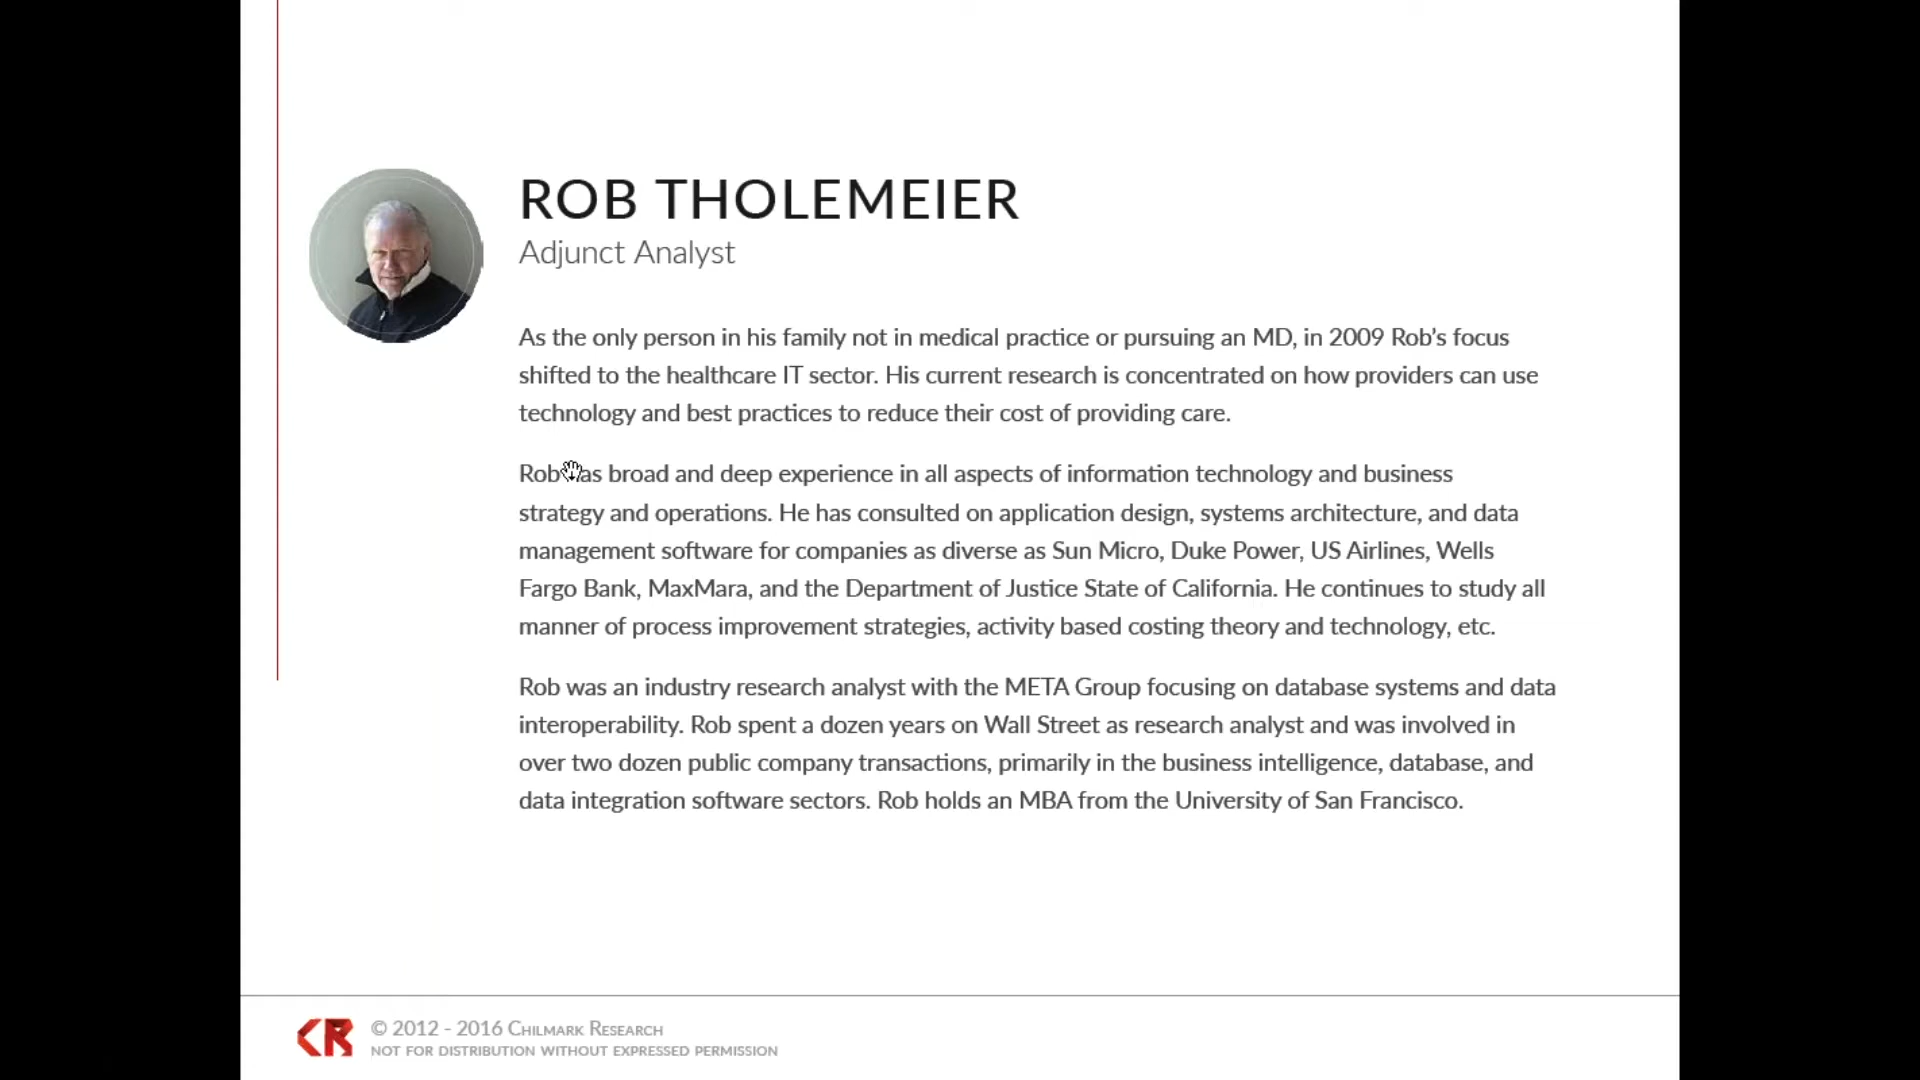 ROB THOLEMEIER
Adjunct Analyst
As the only person in his family not in medical practice or pursuing an MD, in 2009 Rob’s focus
shifted to the healthcare IT sector. His current research is concentrated on how providers can use
technology and best practices to reduce their cost of providing care.
Rob has broad and deep experience in all aspects of information technology and business
strategy and operations. He has consulted on application design, systems architecture, and data
management software for companies as diverse as Sun Micro, Duke Power, US Airlines, Wells
Fargo Bank, MaxMara, and the Department of Justice State of California. He continues to study all
manner of process improvement strategies, activity based costing theory and technology, etc.
Rob was an industry research analyst with the META Group focusing on database systems and data
interoperability. Rob spent a dozen years on Wall Street as research analyst and was involved in
over two dozen public company transactions, primarily in the business intelligence, database, and
data integration software sectors. Rob holds an MBA from the University of San Francisco.
CR
© 2012 - 2016 CHILMARK RESEARCH
NOT FOR DISTRIBUTION WITHOUT EXPRESSED PERMISSION